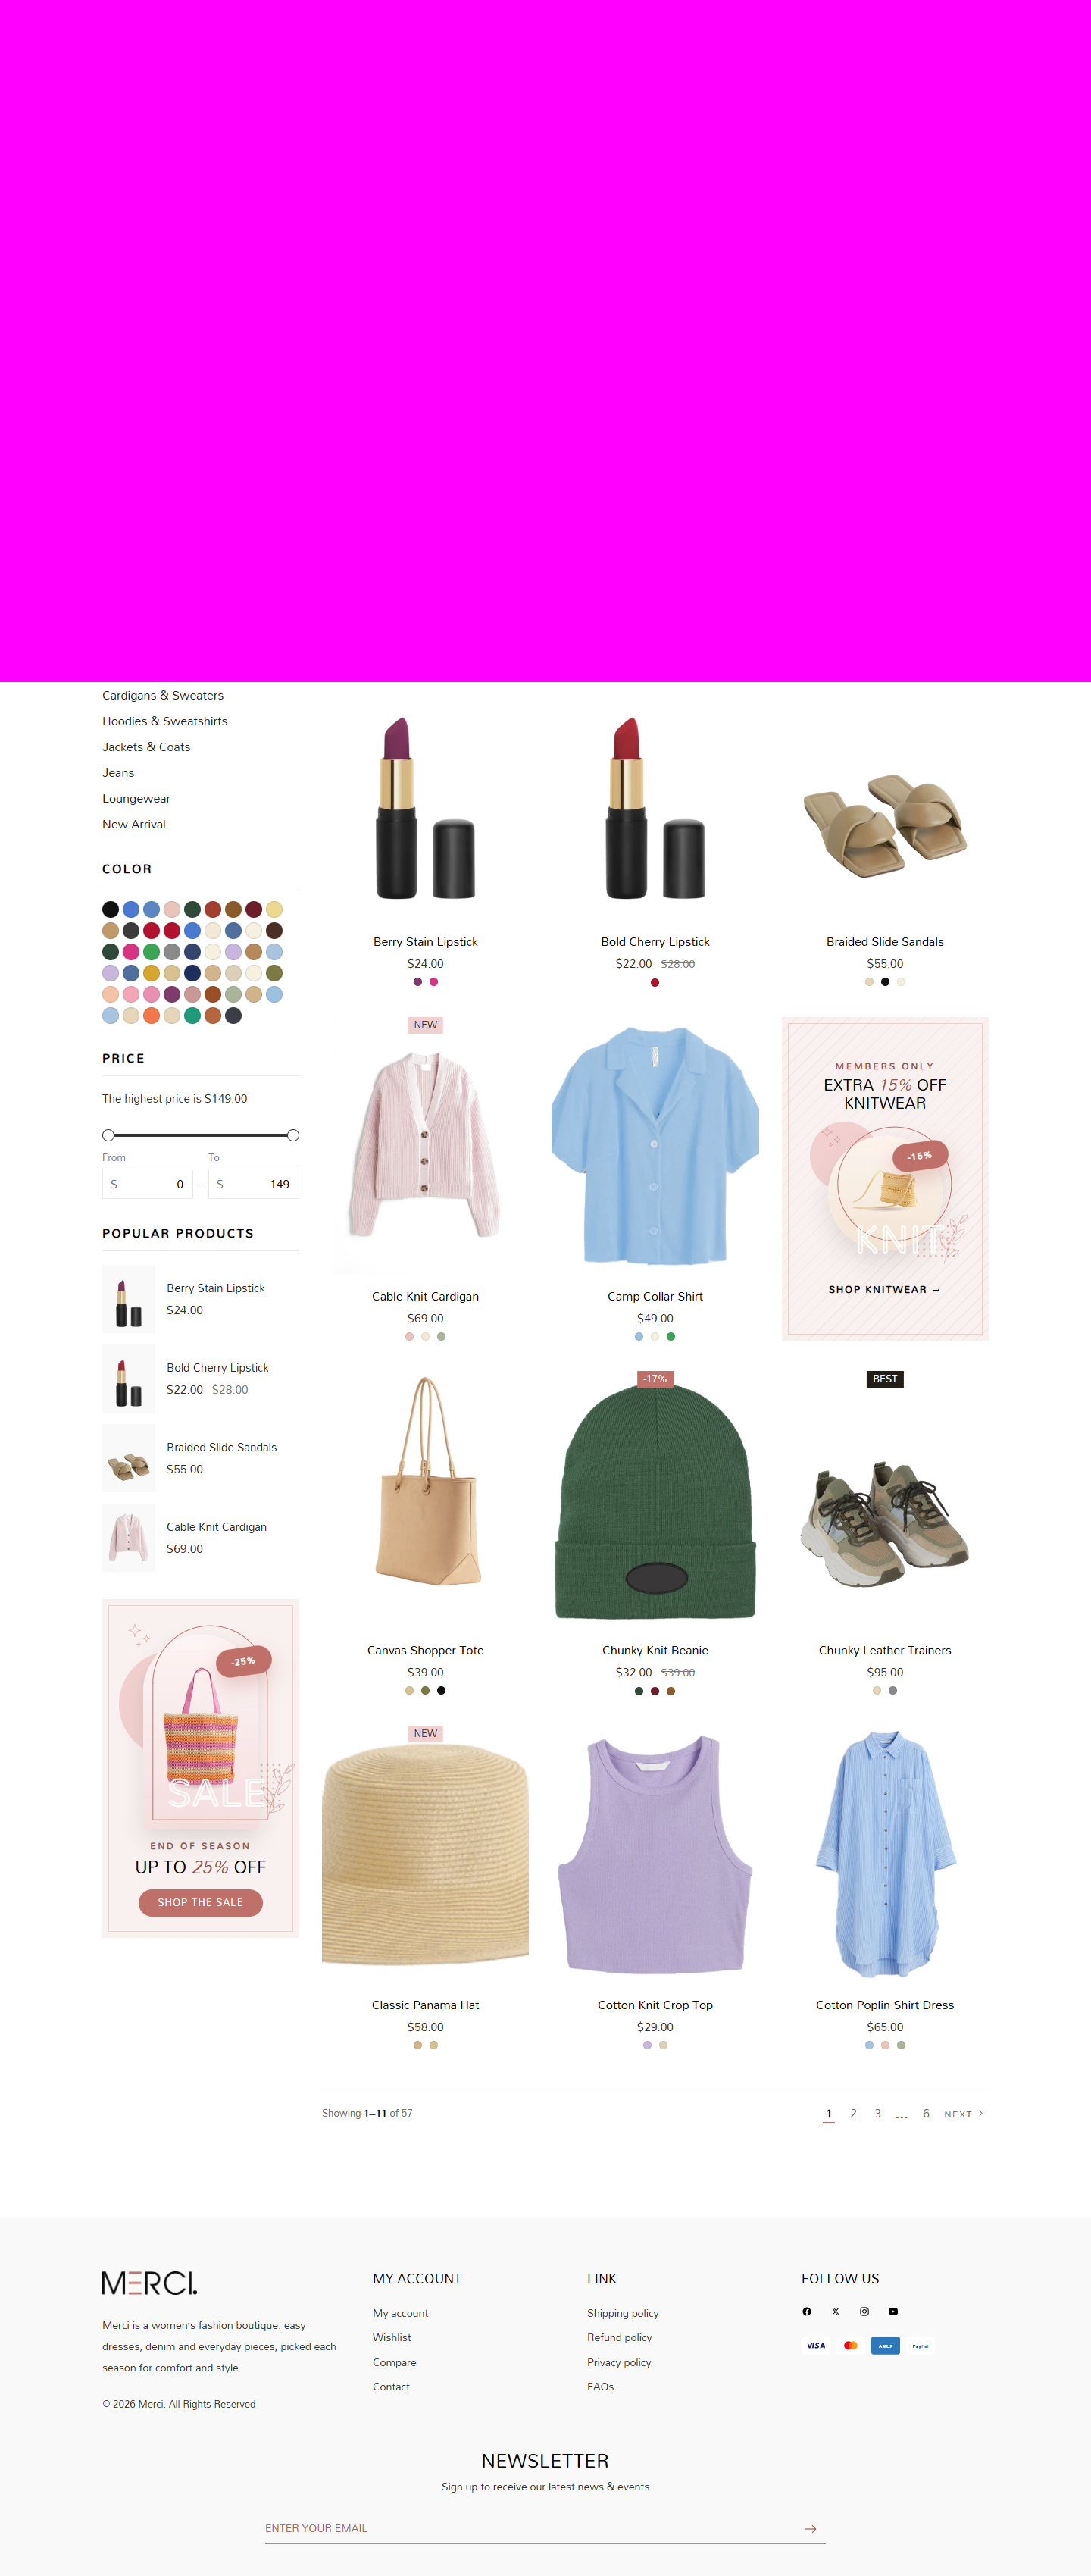 Cardigans & Sweaters
Hoodies & Sweatshirts
Jackets & Coats
Jeans
Loungewear
New Arrival
COLOR
PRICE
The highest price is $149.00
From
To
$ 0 - $ 149
POPULAR PRODUCTS
Berry Stain Lipstick
$24.00
Bold Cherry Lipstick
$22.00 $28.00
Braided Slide Sandals
$55.00
Cable Knit Cardigan
$69.00
-25%
SALE
END OF SEASON
UP TO 25% OFF
SHOP THE SALE
Berry Stain Lipstick
$24.00
Bold Cherry Lipstick
$22.00 $28.00
Braided Slide Sandals
$55.00
NEW
Cable Knit Cardigan
$69.00
Camp Collar Shirt
$49.00
MEMBERS ONLY
EXTRA 15% OFF
KNITWEAR
-15%
KNIT
SHOP KNITWEAR →
Canvas Shopper Tote
$39.00
-17%
Chunky Knit Beanie
$32.00 $39.00
BEST
Chunky Leather Trainers
$95.00
NEW
Classic Panama Hat
$58.00
Cotton Knit Crop Top
$29.00
Cotton Poplin Shirt Dress
$65.00
Showing 1–11 of 57
1 2 3 ... 6 NEXT
MERCI.
Merci is a women's fashion boutique: easy
dresses, denim and everyday pieces, picked each
season for comfort and style.
© 2026 Merci. All Rights Reserved
MY ACCOUNT
My account
Wishlist
Compare
Contact
LINK
Shipping policy
Refund policy
Privacy policy
FAQs
FOLLOW US
VISA
AMEX
PayPal
NEWSLETTER
Sign up to receive our latest news & events
ENTER YOUR EMAIL